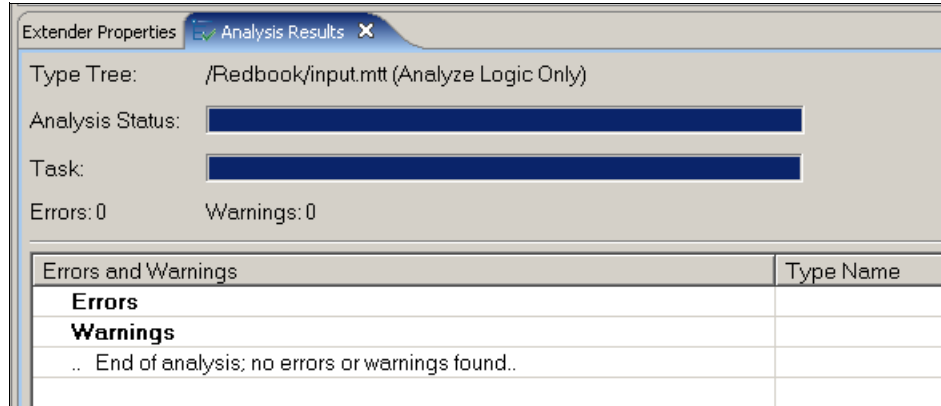 Extender Properties Analysis Results
Type Tree: /Redbook/input.mtt (Analyze Logic Only)
Analysis Status:
Task:
Errors: 0 Warnings: 0
Errors and Warnings Type Name
Errors
Warnings
.. End of analysis; no errors or warnings found..